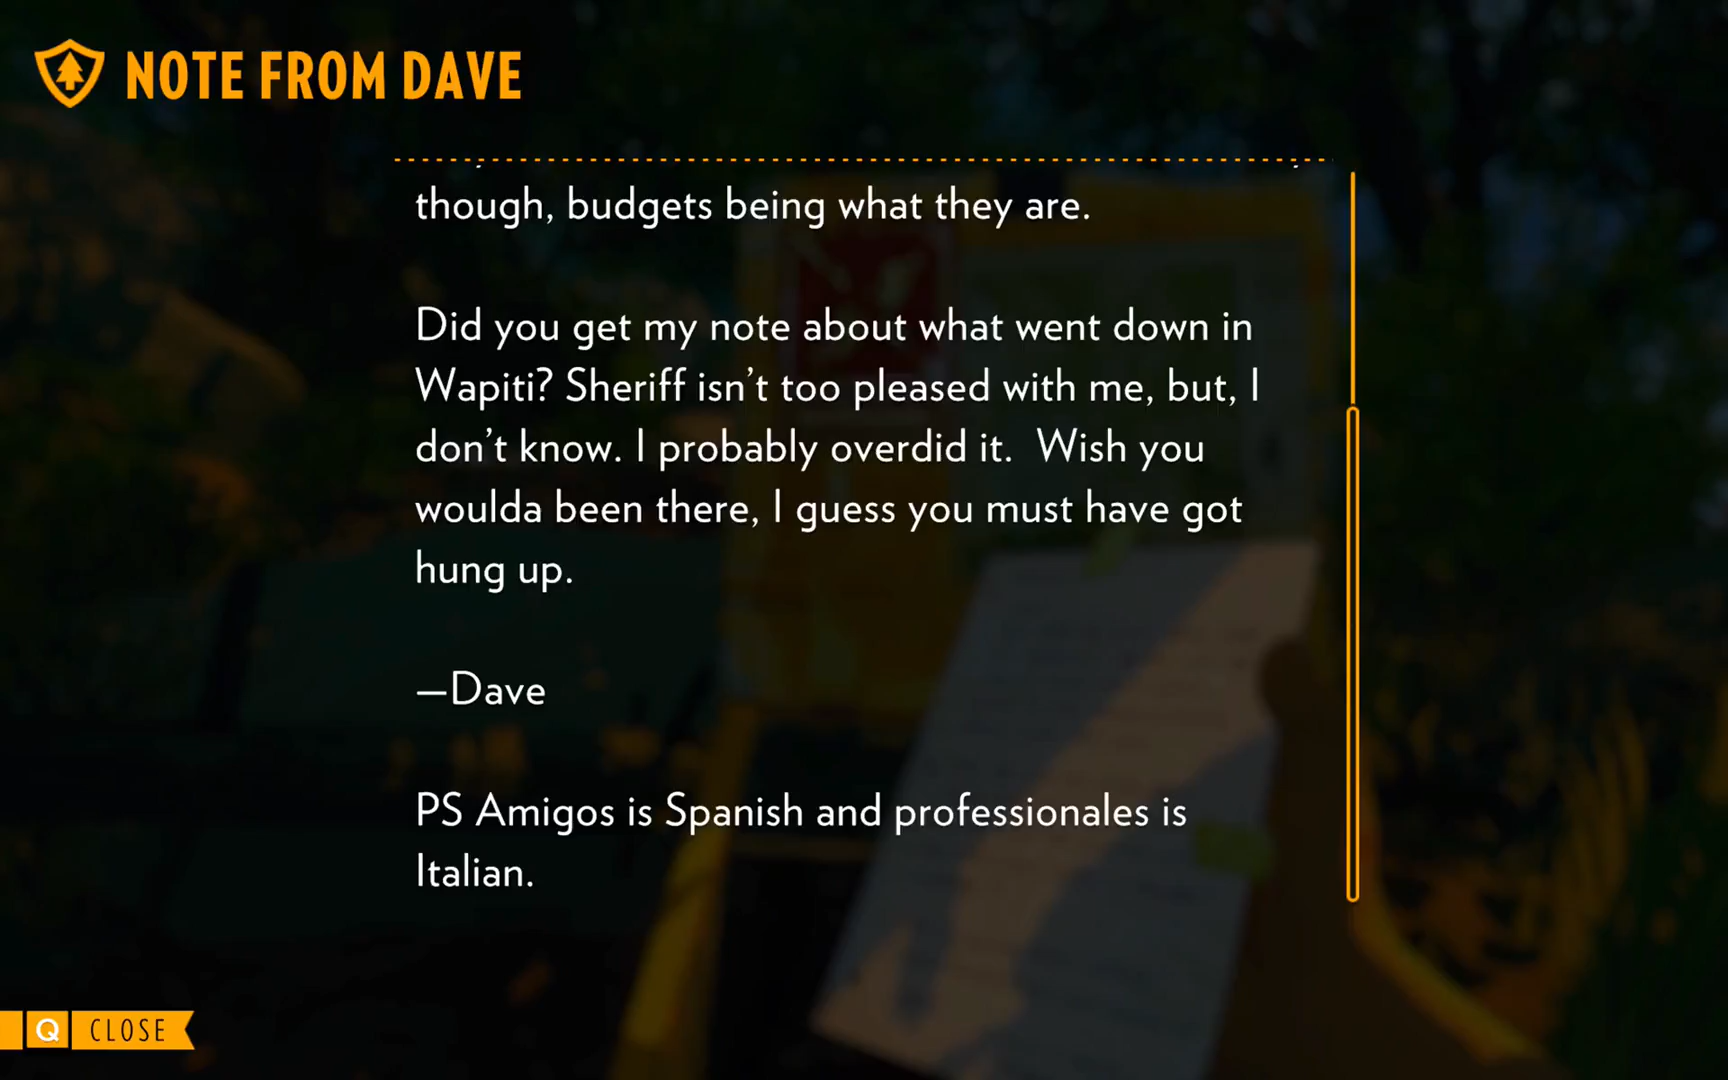 NOTE FROM DAVE
though, budgets being what they are.
Did you get my note about what went down in
Wapiti? Sheriff isn't too pleased with me, but, I
don't know. I probably overdid it.  Wish you
woulda been there, I guess you must have got
hung up.
—Dave
PS Amigos is Spanish and professionales is
Italian.
Q CLOSE